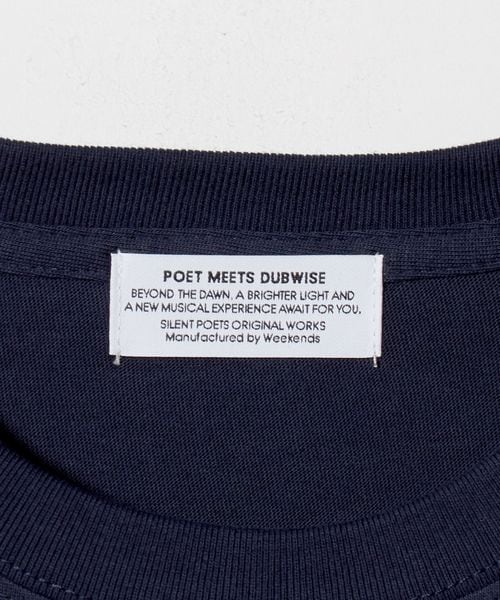 POET MEETS DUBWISE
BEYOND THE DAWN, A BRIGHTER LIGHT AND
A NEW MUSICAL EXPERIENCE AWAIT FOR YOU.
SILENT POETS ORIGINAL WORKS
Manufactured by Weekends